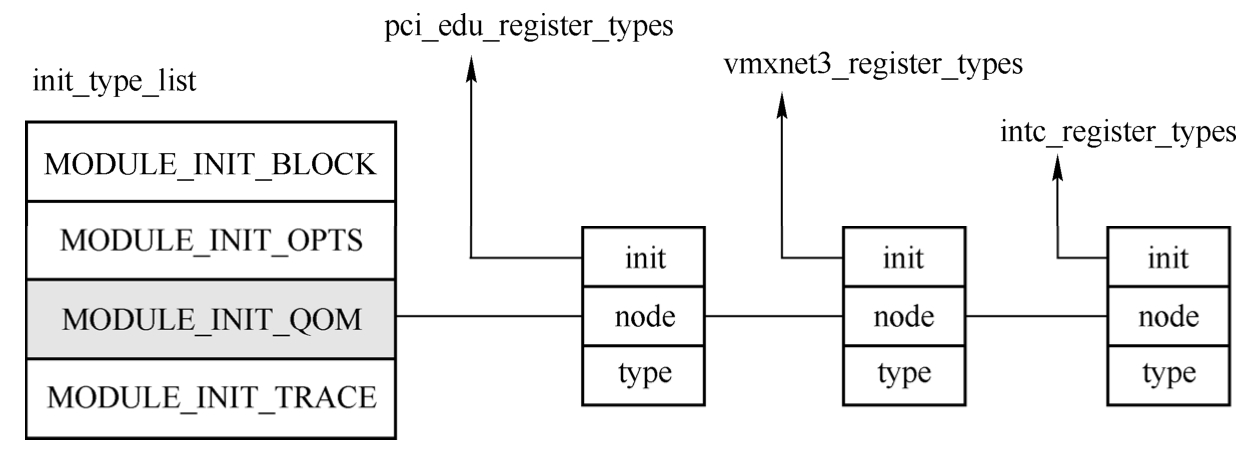 pci_edu_register_types
vmxnet3_register_types
init_type_list
intc_register_types
MODULE_INIT_BLOCK
MODULE_INIT_OPTS
MODULE_INIT_QOM
MODULE_INIT_TRACE
init
node
type
init
node
type
init
node
type